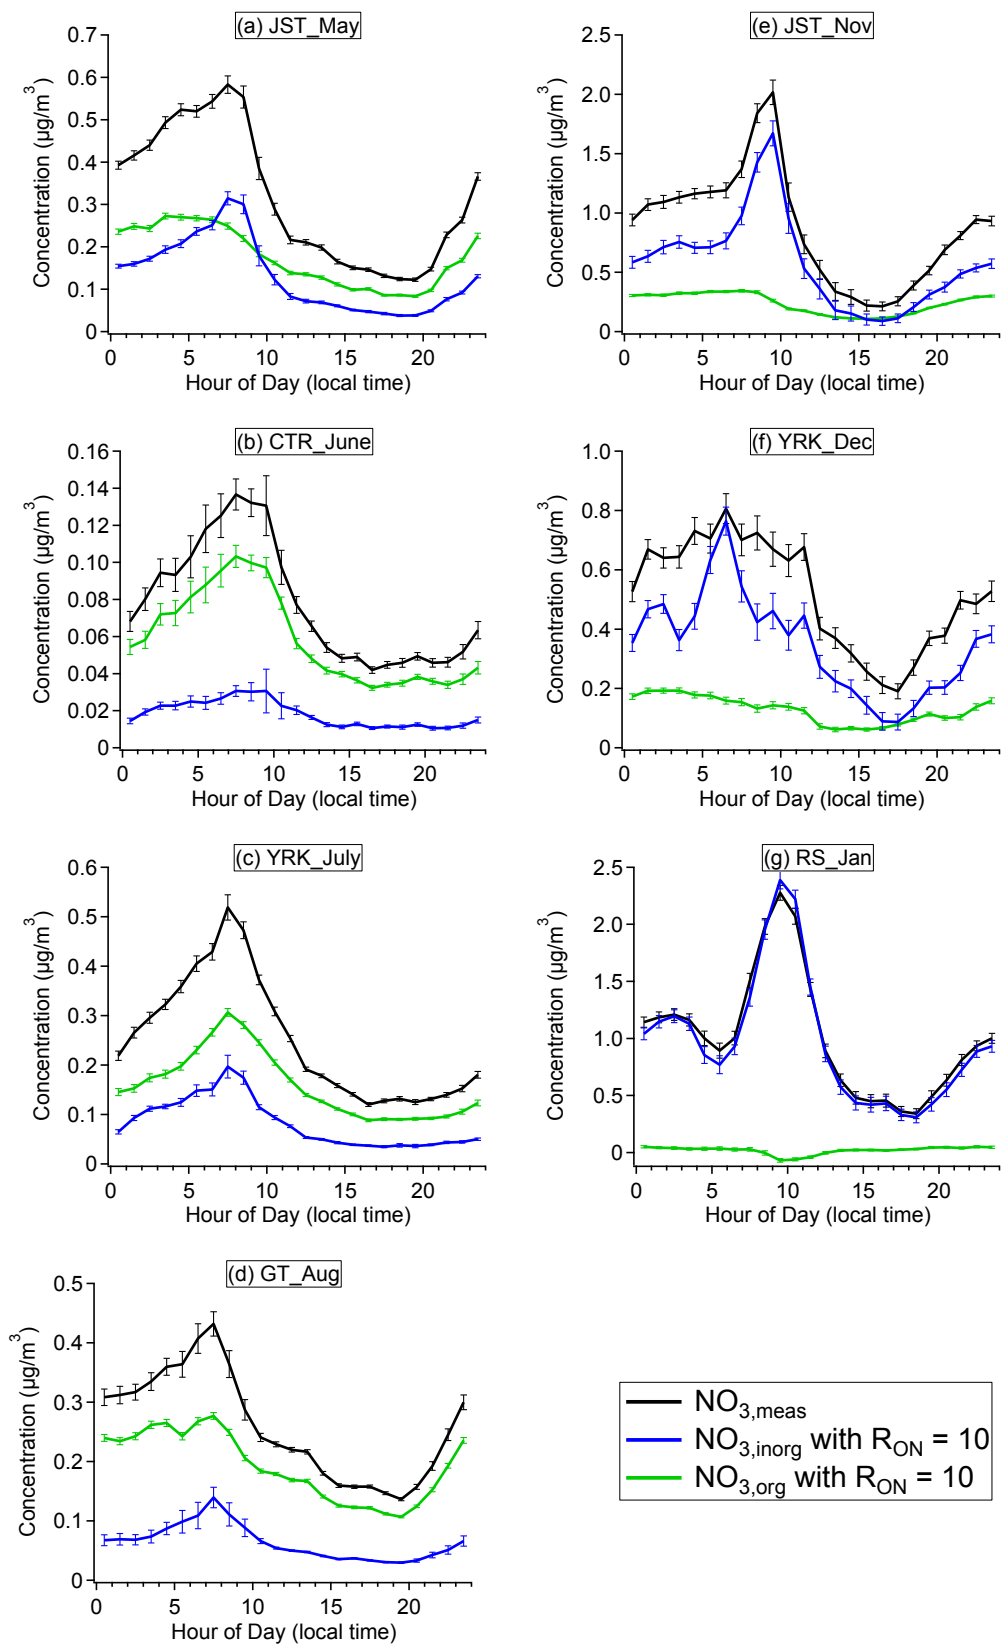 (a) JST_May
Concentration (µg/m³)
0.7
0.6
0.5
0.4
0.3
0.2
0.1
0
0 5 10 15 20
Hour of Day (local time)
(e) JST_Nov
Concentration (µg/m³)
2.5
2.0
1.5
1.0
0.5
0
0 5 10 15 20
Hour of Day (local time)
(b) CTR_June
Concentration (µg/m³)
0.16
0.14
0.12
0.10
0.08
0.06
0.04
0.02
0
0 5 10 15 20
Hour of Day (local time)
(f) YRK_Dec
Concentration (µg/m³)
1.0
0.8
0.6
0.4
0.2
0
0 5 10 15 20
Hour of Day (local time)
(c) YRK_July
Concentration (µg/m³)
0.6
0.5
0.4
0.3
0.2
0.1
0
0 5 10 15 20
Hour of Day (local time)
(g) RS_Jan
Concentration (µg/m³)
2.5
2.0
1.5
1.0
0.5
0
0 5 10 15 20
Hour of Day (local time)
(d) GT_Aug
Concentration (µg/m³)
0.5
0.4
0.3
0.2
0.1
0
0 5 10 15 20
Hour of Day (local time)
NO3,meas
NO3,inorg with RON = 10
NO3,org with RON = 10